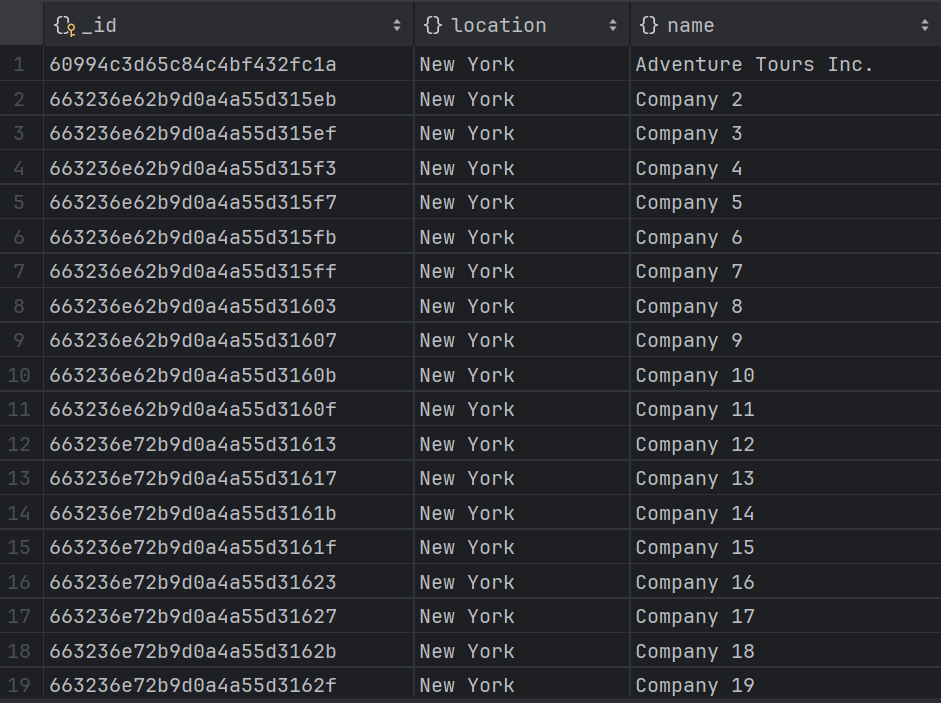 _id location name
1 60994c3d65c84c4bf432fc1a New York Adventure Tours Inc.
2 663236e62b9d0a4a55d315eb New York Company 2
3 663236e62b9d0a4a55d315ef New York Company 3
4 663236e62b9d0a4a55d315f3 New York Company 4
5 663236e62b9d0a4a55d315f7 New York Company 5
6 663236e62b9d0a4a55d315fb New York Company 6
7 663236e62b9d0a4a55d315ff New York Company 7
8 663236e62b9d0a4a55d31603 New York Company 8
9 663236e62b9d0a4a55d31607 New York Company 9
10 663236e62b9d0a4a55d3160b New York Company 10
11 663236e62b9d0a4a55d3160f New York Company 11
12 663236e72b9d0a4a55d31613 New York Company 12
13 663236e72b9d0a4a55d31617 New York Company 13
14 663236e72b9d0a4a55d3161b New York Company 14
15 663236e72b9d0a4a55d3161f New York Company 15
16 663236e72b9d0a4a55d31623 New York Company 16
17 663236e72b9d0a4a55d31627 New York Company 17
18 663236e72b9d0a4a55d3162b New York Company 18
19 663236e72b9d0a4a55d3162f New York Company 19